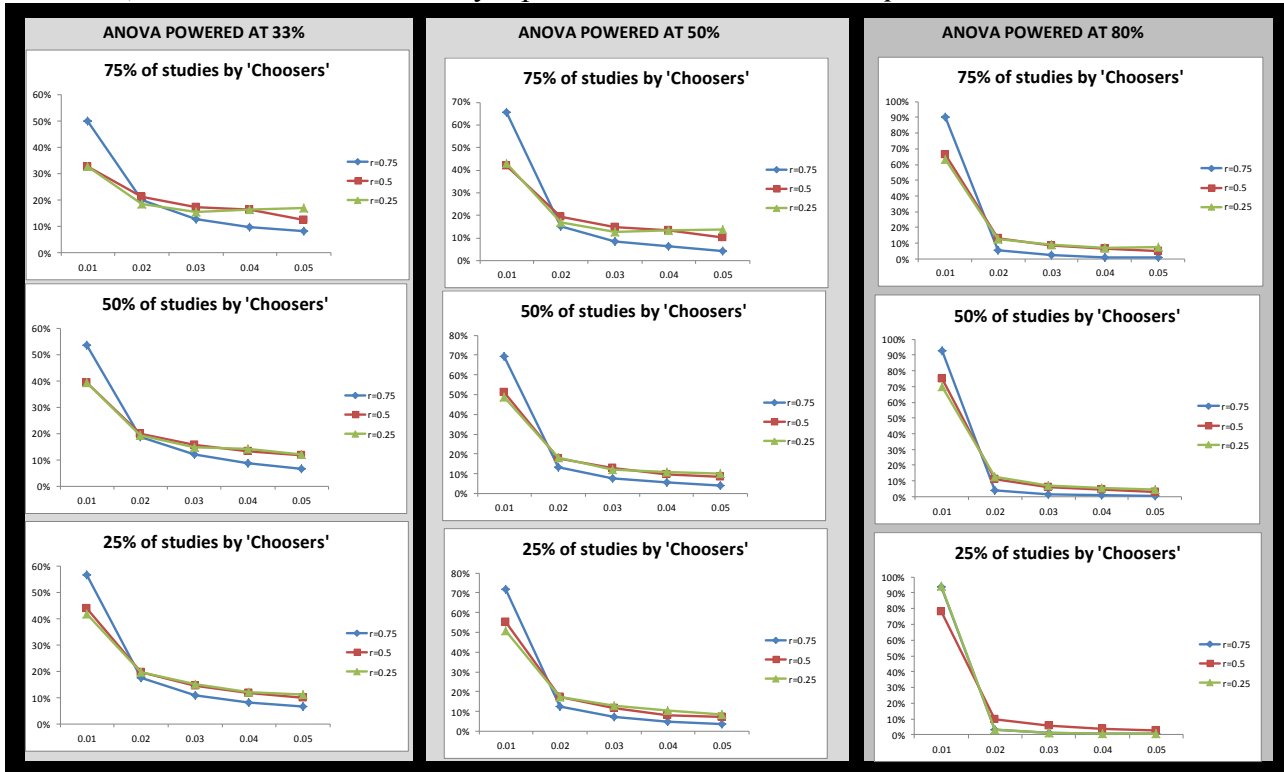 ANOVA POWERED AT 33%
75% of studies by 'Choosers'
60%
50%
40%
30%
20%
10%
0%
0.01 0.02 0.03 0.04 0.05
r=0.75
r=0.5
r=0.25
50% of studies by 'Choosers'
60%
50%
40%
30%
20%
10%
0%
0.01 0.02 0.03 0.04 0.05
r=0.75
r=0.5
r=0.25
25% of studies by 'Choosers'
60%
50%
40%
30%
20%
10%
0%
0.01 0.02 0.03 0.04 0.05
r=0.75
r=0.5
r=0.25
ANOVA POWERED AT 50%
75% of studies by 'Choosers'
70%
60%
50%
40%
30%
20%
10%
0%
0.01 0.02 0.03 0.04 0.05
r=0.75
r=0.5
r=0.25
50% of studies by 'Choosers'
80%
70%
60%
50%
40%
30%
20%
10%
0%
0.01 0.02 0.03 0.04 0.05
r=0.75
r=0.5
r=0.25
25% of studies by 'Choosers'
80%
70%
60%
50%
40%
30%
20%
10%
0%
0.01 0.02 0.03 0.04 0.05
r=0.75
r=0.5
r=0.25
ANOVA POWERED AT 80%
75% of studies by 'Choosers'
100%
90%
80%
70%
60%
50%
40%
30%
20%
10%
0%
0.01 0.02 0.03 0.04 0.05
r=0.75
r=0.5
r=0.25
50% of studies by 'Choosers'
100%
90%
80%
70%
60%
50%
40%
30%
20%
10%
0%
0.01 0.02 0.03 0.04 0.05
r=0.75
r=0.5
r=0.25
25% of studies by 'Choosers'
100%
90%
80%
70%
60%
50%
40%
30%
20%
10%
0%
0.01 0.02 0.03 0.04 0.05
r=0.75
r=0.5
r=0.25